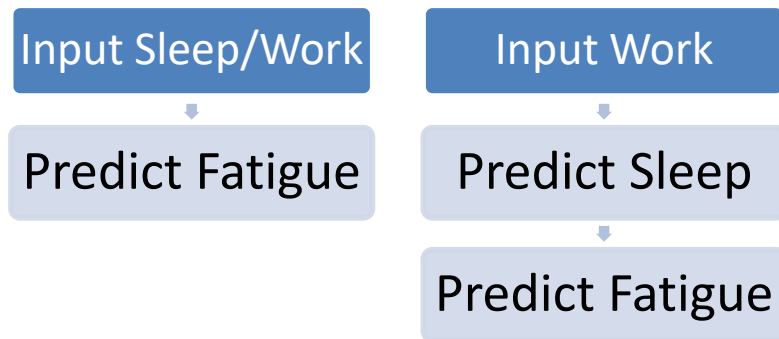 Input Sleep/Work
Predict Fatigue
Input Work
Predict Sleep
Predict Fatigue